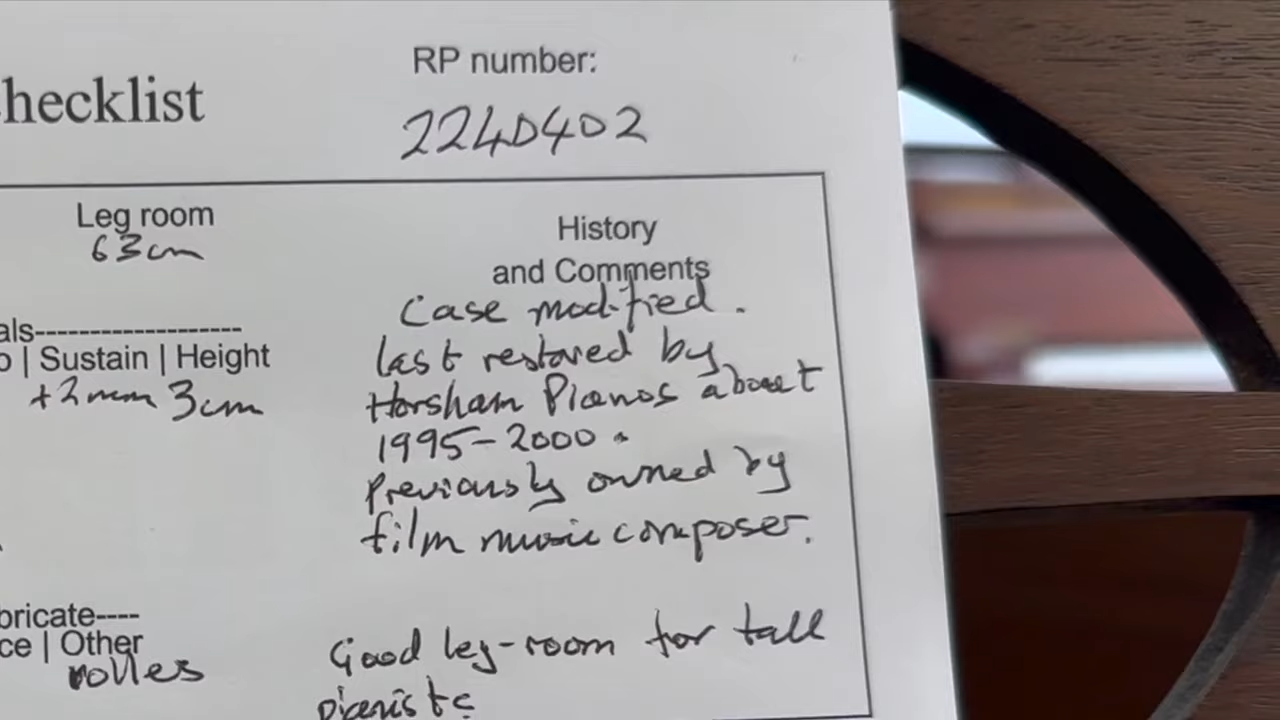 hecklist
RP number:
2240402
Leg room
63cm
History
and Comments
Case modified.
last restored by
Horsham Pianos about
1995-2000.
Previously owned by
film music composer.
Good leg-room for tall
pianists
als-------------------
o | Sustain | Height
+2mm 3cm
bricate----
ce | Other
rolles